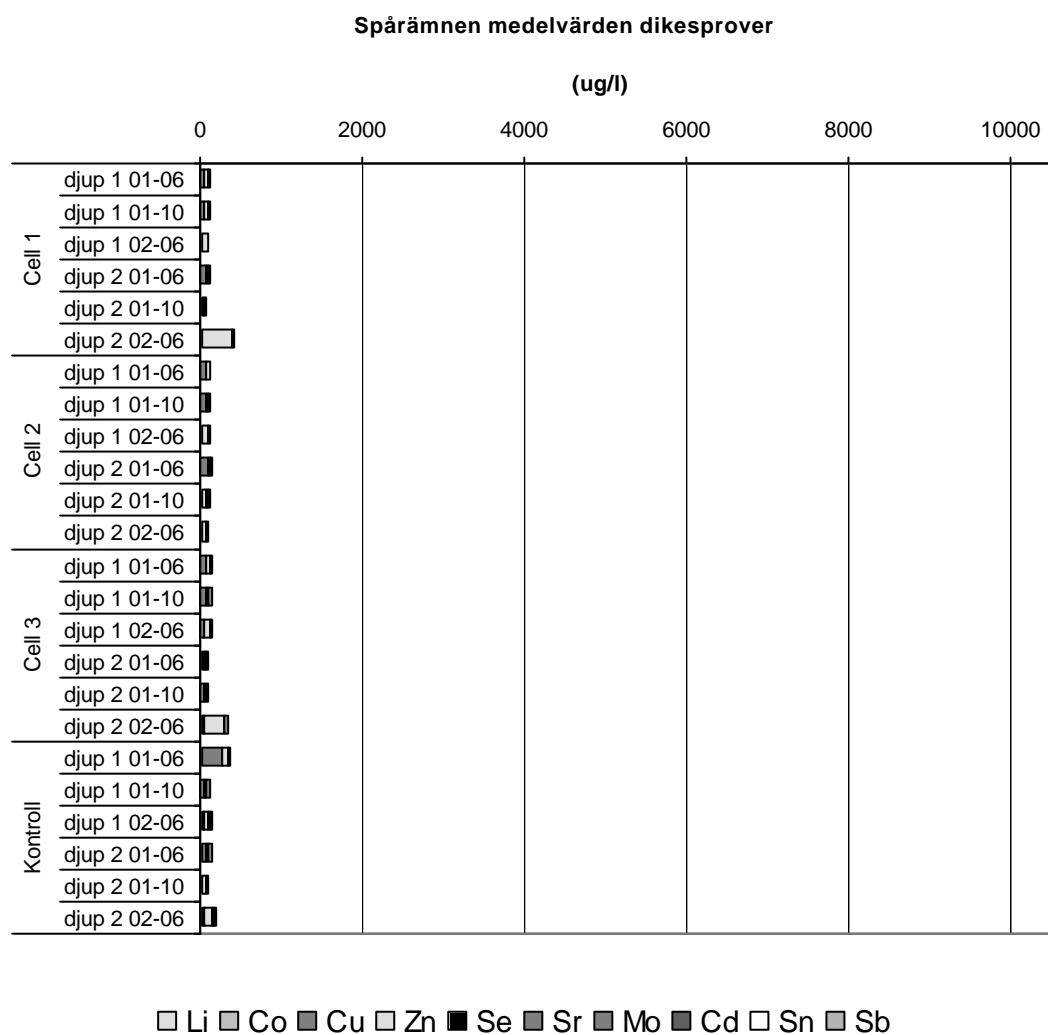 Spårämnen medelvärden dikesprover
(ug/l)
0 2000 4000 6000 8000 10000
Cell 1
djup 1 01-06
djup 1 01-10
djup 1 02-06
djup 2 01-06
djup 2 01-10
djup 2 02-06
Cell 2
djup 1 01-06
djup 1 01-10
djup 1 02-06
djup 2 01-06
djup 2 01-10
djup 2 02-06
Cell 3
djup 1 01-06
djup 1 01-10
djup 1 02-06
djup 2 01-06
djup 2 01-10
djup 2 02-06
Kontroll
djup 1 01-06
djup 1 01-10
djup 1 02-06
djup 2 01-06
djup 2 01-10
djup 2 02-06
Li Co Cu Zn Se Sr Mo Cd Sn Sb